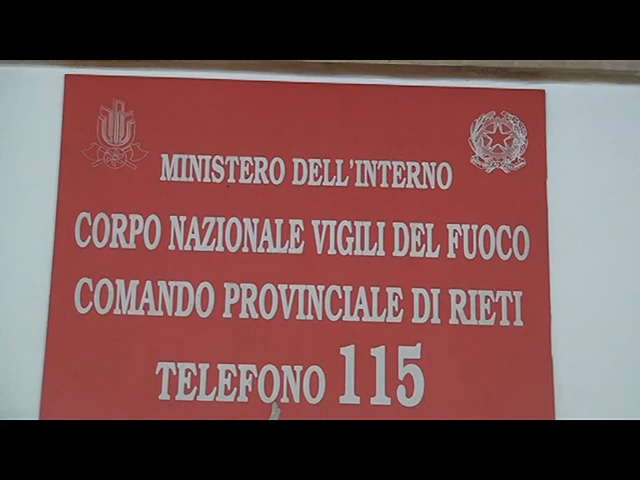 MINISTERO DELL'INTERNO
CORPO NAZIONALE VIGILI DEL FUOCO
COMANDO PROVINCIALE DI RIETI
TELEFONO 115